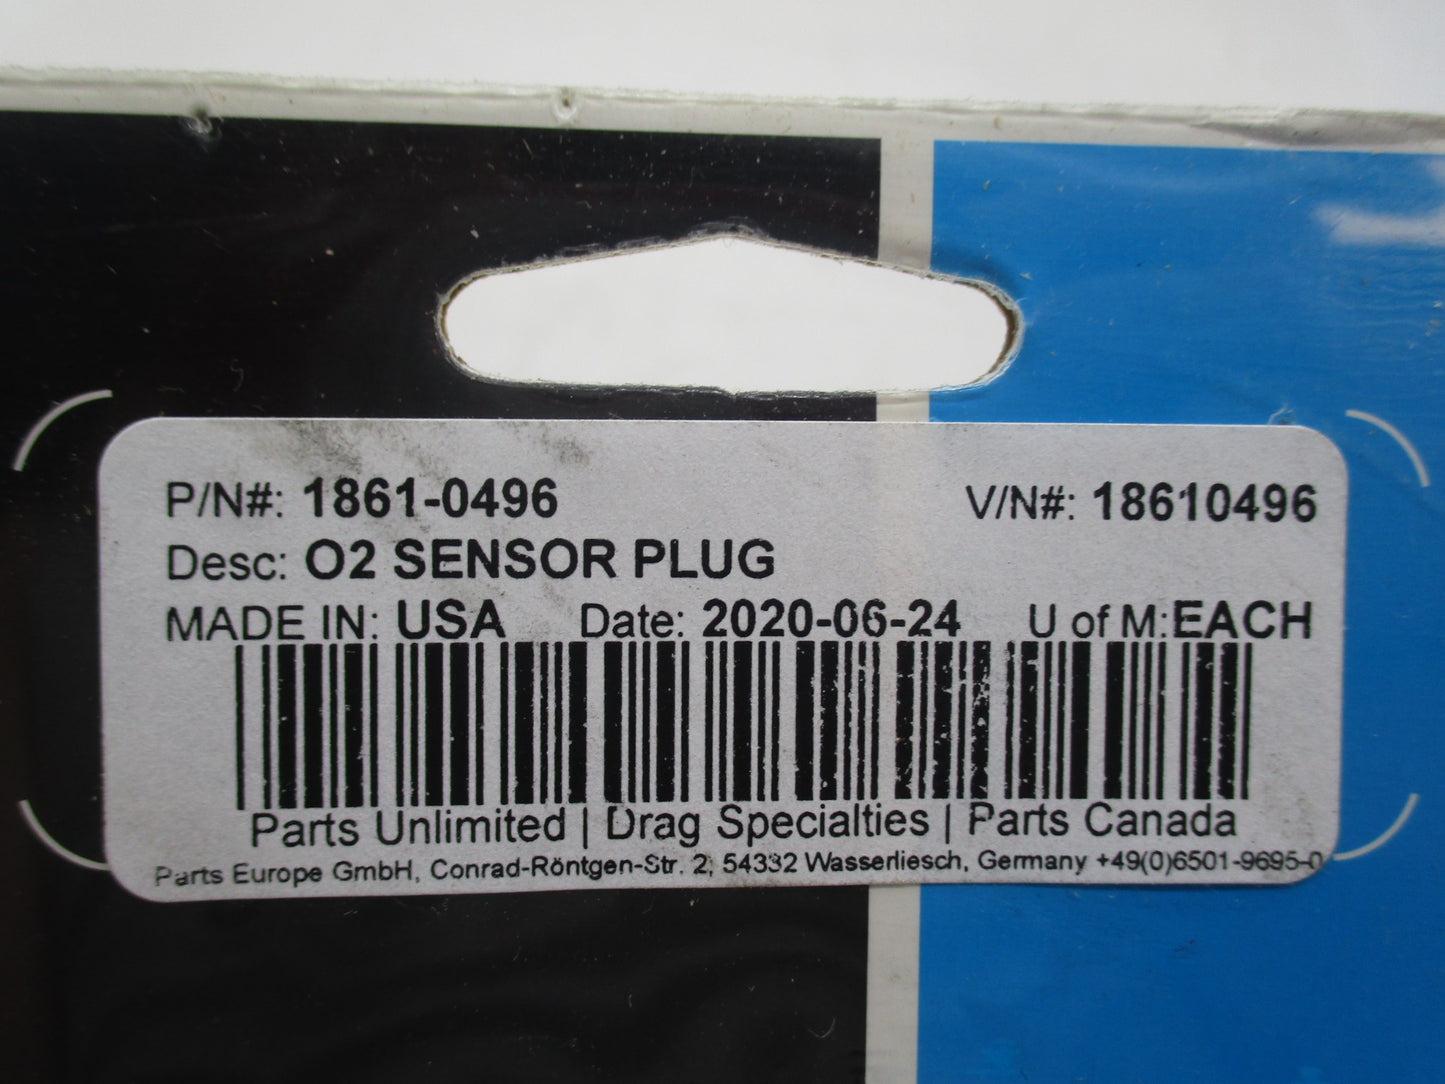 P/N#: 1861-0496 V/N#: 18610496
Desc: O2 SENSOR PLUG
MADE IN: USA Date: 2020-06-24 U of M:EACH
Parts Unlimited | Drag Specialties | Parts Canada
Parts Europe GmbH, Conrad-Röntgen-Str. 2, 54332 Wasserliesch, Germany +49(0)6501-9695-0